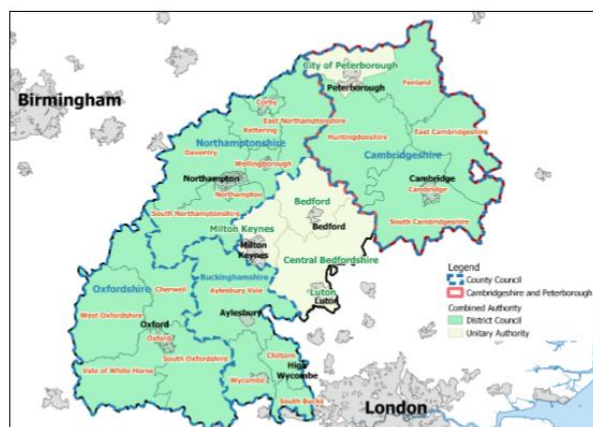 City of Peterborough
Peterborough
Fenland
Birmingham
Corby
East Northamptonshire
Kettering
Huntingdonshire
East Cambridgeshire
Northamptonshire
Cambridgeshire
Daventry
Wellingborough
Northampton
Cambridge
Cambridge
Northampton
Bedford
South Northamptonshire
South Cambridgeshire
Milton Keynes
Bedford
Milton
Keynes
Central Bedfordshire
Legend
County Council
Cambridgeshire and Peterborough
Combined Authority
District Council
Unitary Authority
Buckinghamshire
Oxfordshire
Cherwell
Aylesbury Vale
Luton
Luton
West Oxfordshire
Oxford
Aylesbury
Oxford
South Oxfordshire
Chiltern
Vale of White Horse
High
Wycombe
Wycombe
South Bucks
London